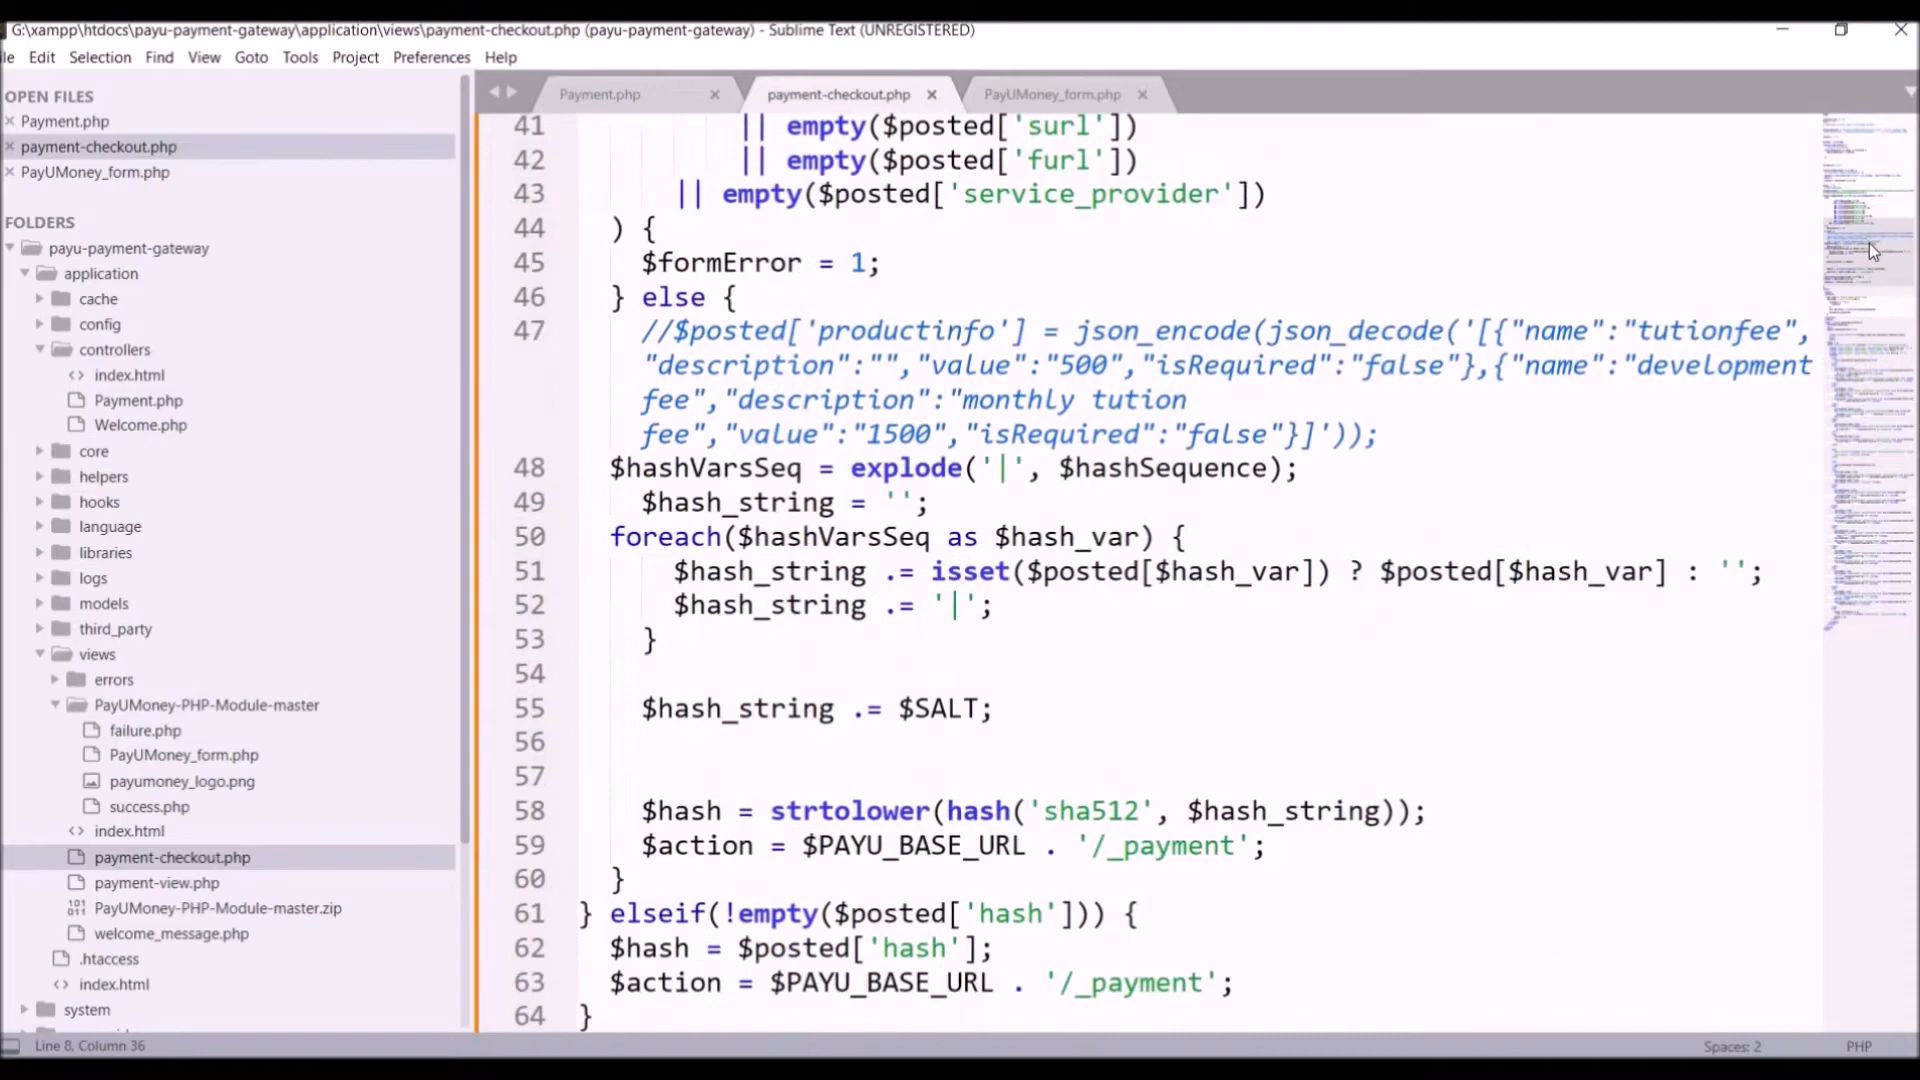 G:\xampp\htdocs\payu-payment-gateway\application\views\payment-checkout.php (payu-payment-gateway) - Sublime Text (UNREGISTERED)
le Edit Selection Find View Goto Tools Project Preferences Help
OPEN FILES
Payment.php
payment-checkout.php
PayUMoney_form.php
FOLDERS
payu-payment-gateway
application
cache
config
controllers
index.html
Payment.php
Welcome.php
core
helpers
hooks
language
libraries
logs
models
third_party
views
errors
PayUMoney-PHP-Module-master
failure.php
PayUMoney_form.php
payumoney_logo.png
success.php
index.html
payment-checkout.php
payment-view.php
PayUMoney-PHP-Module-master.zip
welcome_message.php
.htaccess
index.html
system
Payment.php payment-checkout.php PayUMoney_form.php
41 || empty($posted['surl'])
42 || empty($posted['furl'])
43 || empty($posted['service_provider'])
44 ) {
45 $formError = 1;
46 } else {
47 //$posted['productinfo'] = json_encode(json_decode('[{"name":"tutionfee",
"description":"","value":"500","isRequired":"false"},{"name":"development
fee","description":"monthly tution
fee","value":"1500","isRequired":"false"}]'));
48 $hashVarsSeq = explode('|', $hashSequence);
49 $hash_string = '';
50 foreach($hashVarsSeq as $hash_var) {
51 $hash_string .= isset($posted[$hash_var]) ? $posted[$hash_var] : '';
52 $hash_string .= '|';
53 }
54
55 $hash_string .= $SALT;
56
57
58 $hash = strtolower(hash('sha512', $hash_string));
59 $action = $PAYU_BASE_URL . '/_payment';
60 }
61 } elseif(!empty($posted['hash'])) {
62 $hash = $posted['hash'];
63 $action = $PAYU_BASE_URL . '/_payment';
64 }
Line 8, Column 36
Spaces: 2 PHP